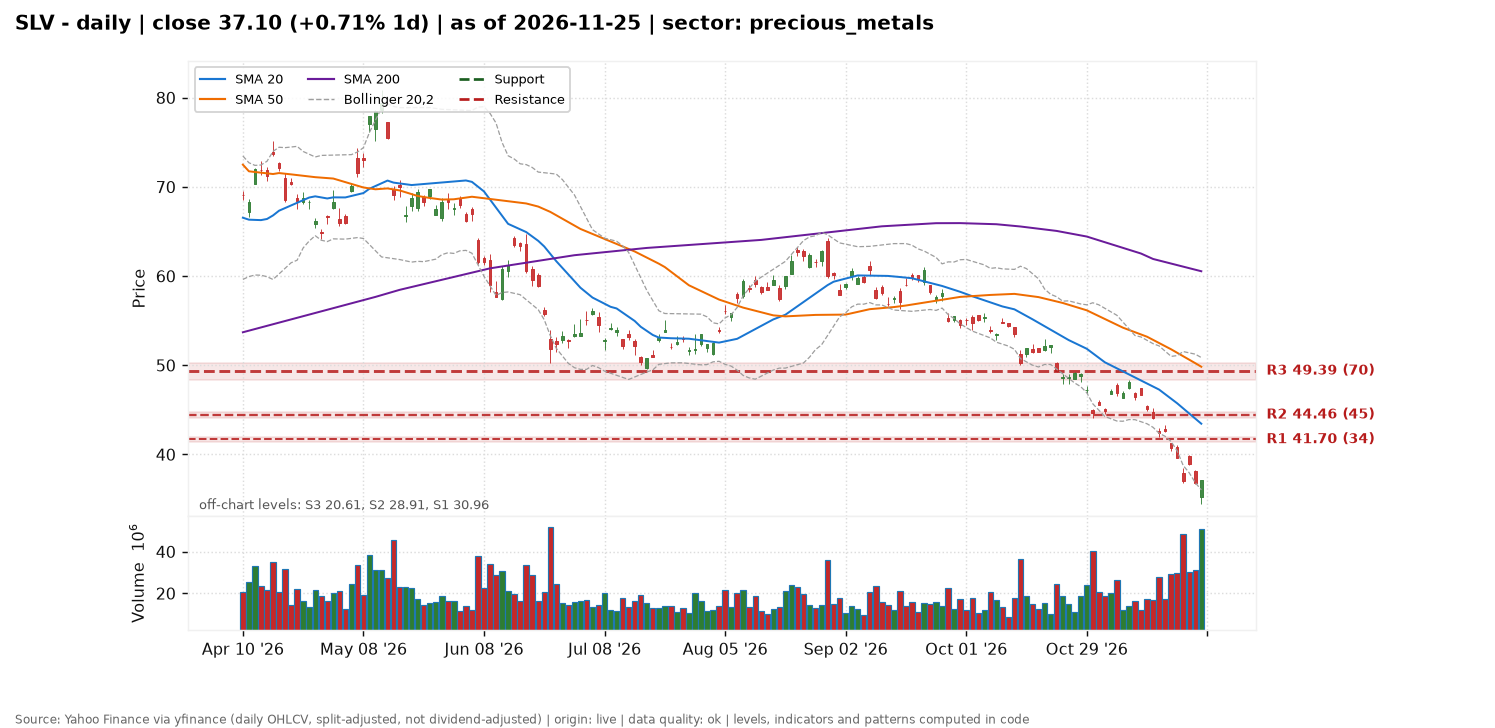 SLV - daily | close 37.10 (+0.71% 1d) | as of 2026-11-25 | sector: precious_metals
SMA 20
SMA 50
SMA 200
Bollinger 20,2
Support
Resistance
Price
80
70
60
50
40
R3 49.39 (70)
R2 44.46 (45)
R1 41.70 (34)
off-chart levels: S3 20.61, S2 28.91, S1 30.96
Volume 10⁶
40
20
Apr 10 '26 May 08 '26 Jun 08 '26 Jul 08 '26 Aug 05 '26 Sep 02 '26 Oct 01 '26 Oct 29 '26
Source: Yahoo Finance via yfinance (daily OHLCV, split-adjusted, not dividend-adjusted) | origin: live | data quality: ok | levels, indicators and patterns computed in code